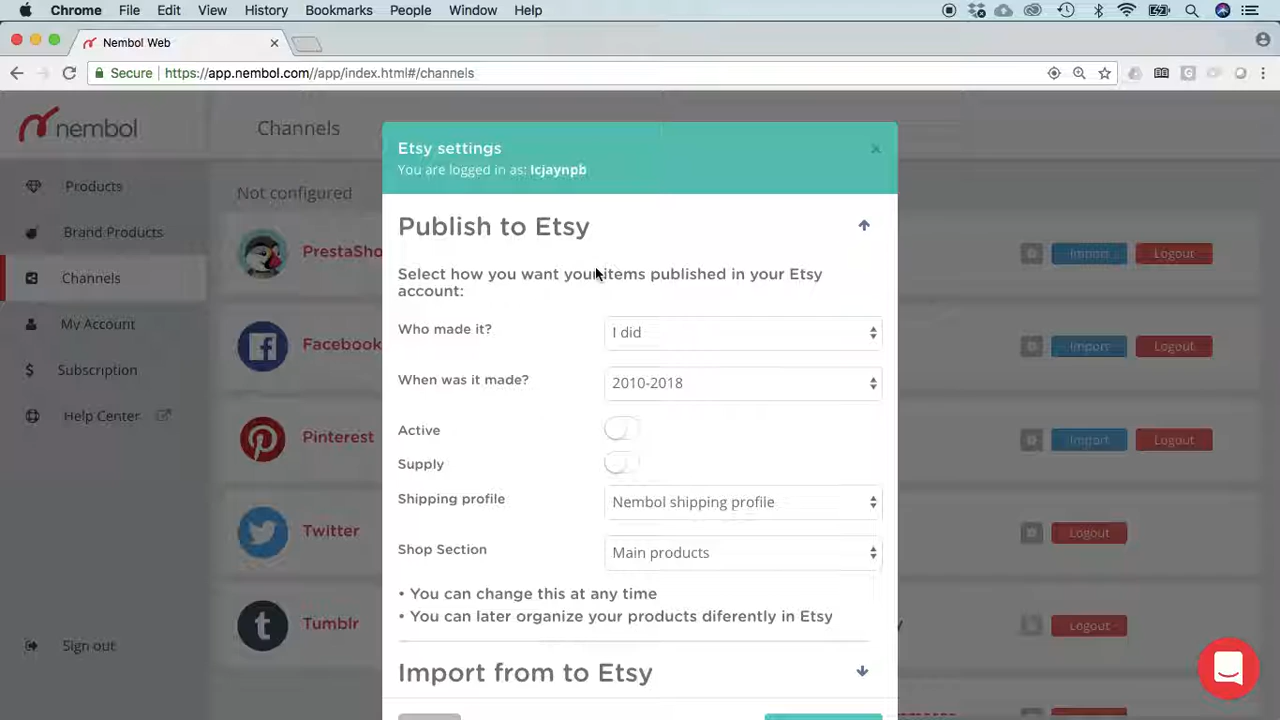 Chrome File Edit View History Bookmarks People Window Help
Nembol Web
Secure https://app.nembol.com//app/index.html#/channels
nembol
Channels
Etsy settings
You are logged in as: lcjaynpb
Products
Brand Products
Channels
My Account
Subscription
Help Center
Sign out
Not configured
PrestaSho
Import Logout
Facebook
Import Logout
Pinterest
Import Logout
Twitter
Logout
Tumblr
Logout
Publish to Etsy
Select how you want your items published in your Etsy
account:
Who made it? I did
When was it made? 2010-2018
Active
Supply
Shipping profile Nembol shipping profile
Shop Section Main products
• You can change this at any time
• You can later organize your products diferently in Etsy
Import from to Etsy